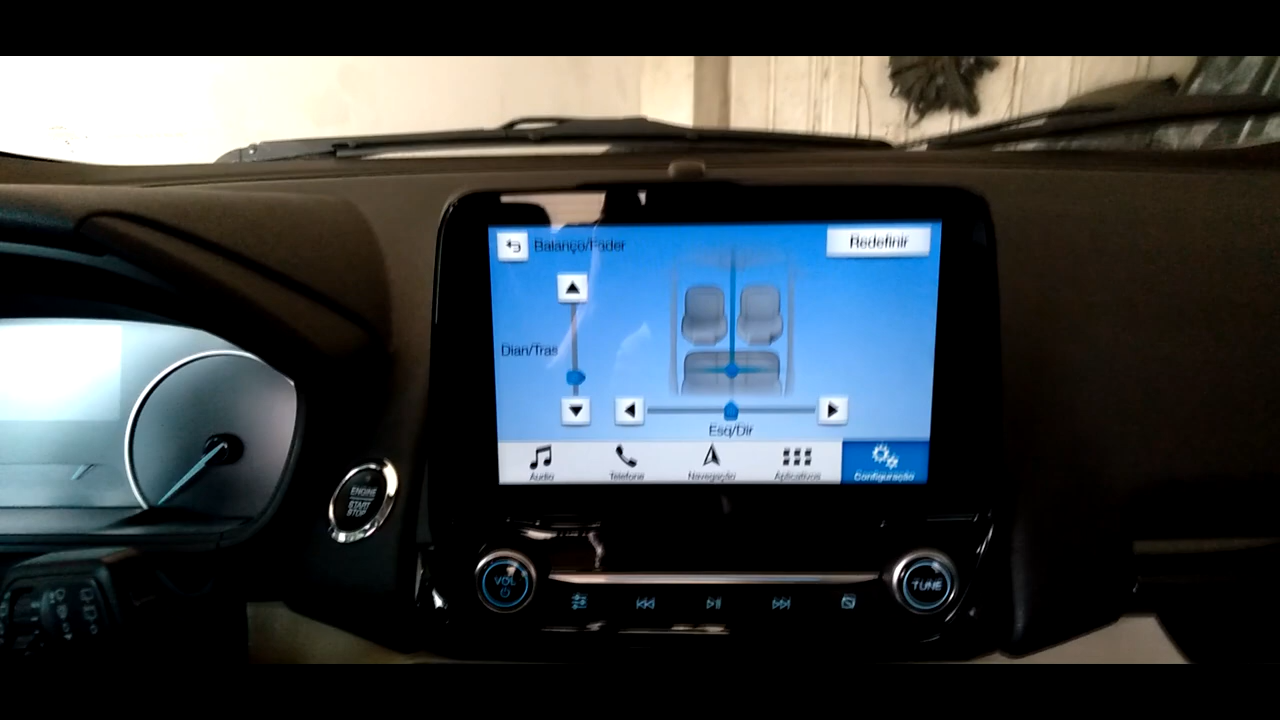 Balanço/Fader
Redefinir
Dian/Tras
Esq/Dir
Áudio
Telefone
Navegação
Aplicativos
Configuração
ENGINE
START
STOP
VOL
TUNE